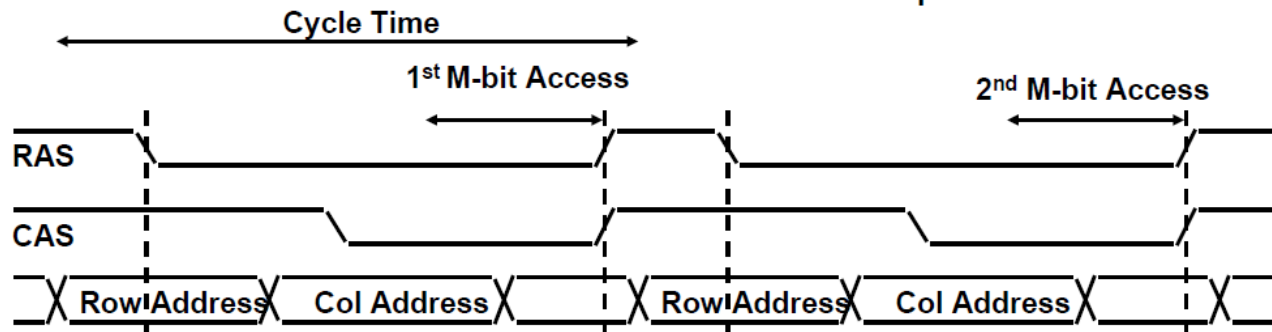 Cycle Time
1st M-bit Access
2nd M-bit Access
RAS
CAS
Row Address Col Address Row Address Col Address